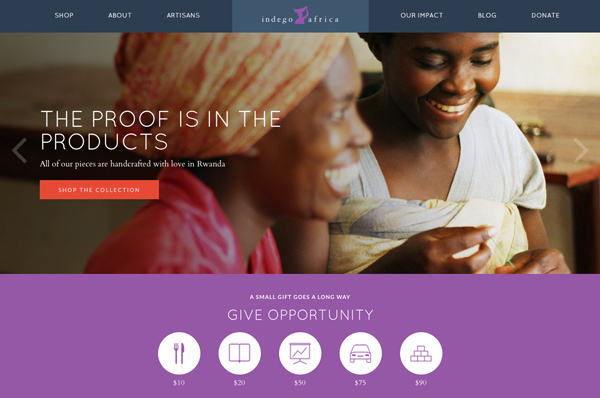 SHOP
ABOUT
ARTISANS
indego africa
OUR IMPACT
BLOG
DONATE
THE PROOF IS IN THE
PRODUCTS
All of our pieces are handcrafted with love in Rwanda
SHOP THE COLLECTION
A SMALL GIFT GOES A LONG WAY
GIVE OPPORTUNITY
$10
$20
$50
$75
$90